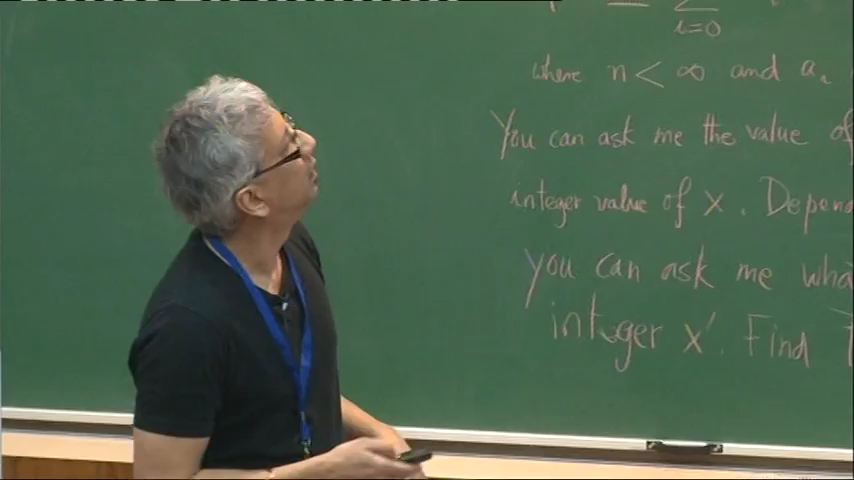 i=0
where n < ∞ and a
You can ask me the value of
integer value of x. Depen
you can ask me wha
integer x'. Find